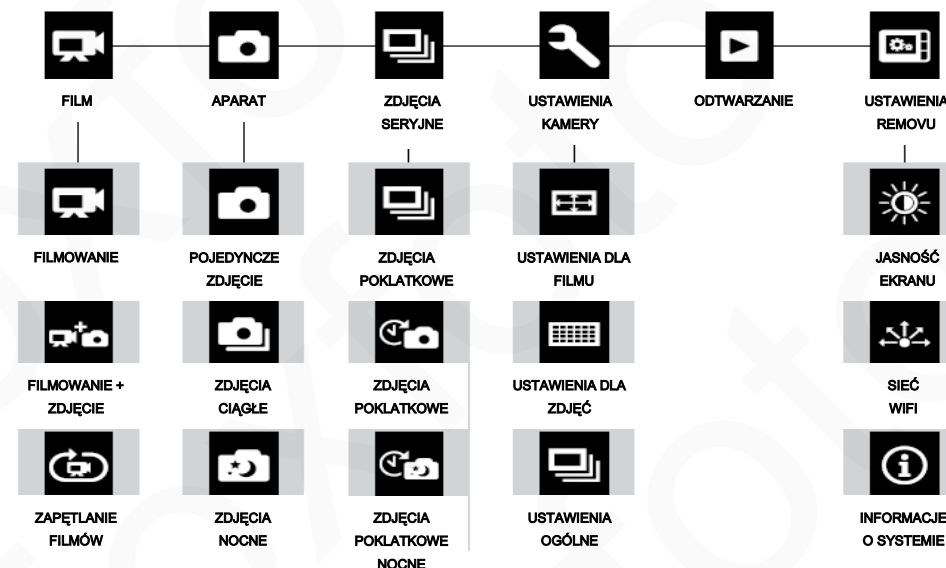 FILM
APARAT
ZDJĘCIA
SERYJNE
USTAWIENIA
KAMERY
ODTWARZANIE
USTAWIENIA
REMOVU
FILMOWANIE
POJEDYNCZE
ZDJĘCIE
ZDJĘCIA
POKLATKOWE
USTAWIENIA DLA
FILMU
JASNOŚĆ
EKRANU
FILMOWANIE +
ZDJĘCIE
ZDJĘCIA
CIĄGŁE
ZDJĘCIA
POKLATKOWE
USTAWIENIA DLA
ZDJĘĆ
SIEĆ
WIFI
ZAPĘTLANIE
FILMÓW
ZDJĘCIA
NOCNE
ZDJĘCIA
POKLATKOWE
NOCNE
USTAWIENIA
OGÓLNE
INFORMACJE
O SYSTEMIE